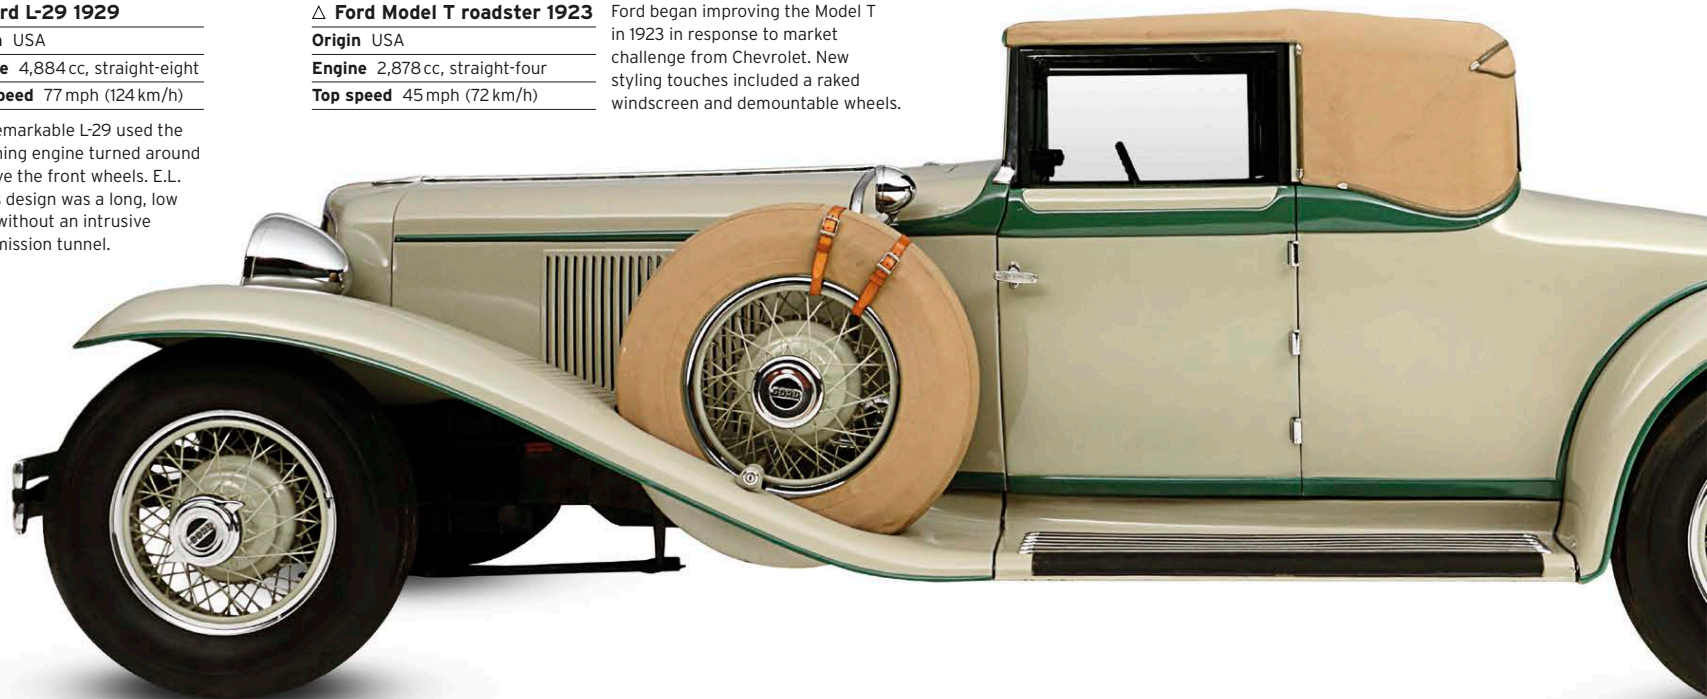 rd L-29 1929
n USA
e 4,884 cc, straight-eight
peed 77 mph (124 km/h)
emarkable L-29 used the
ning engine turned around
ve the front wheels. E.L.
s design was a long, low
without an intrusive
mission tunnel.
△ Ford Model T roadster 1923
Origin USA
Engine 2,878 cc, straight-four
Top speed 45 mph (72 km/h)
Ford began improving the Model T
in 1923 in response to market
challenge from Chevrolet. New
styling touches included a raked
windscreen and demountable wheels.